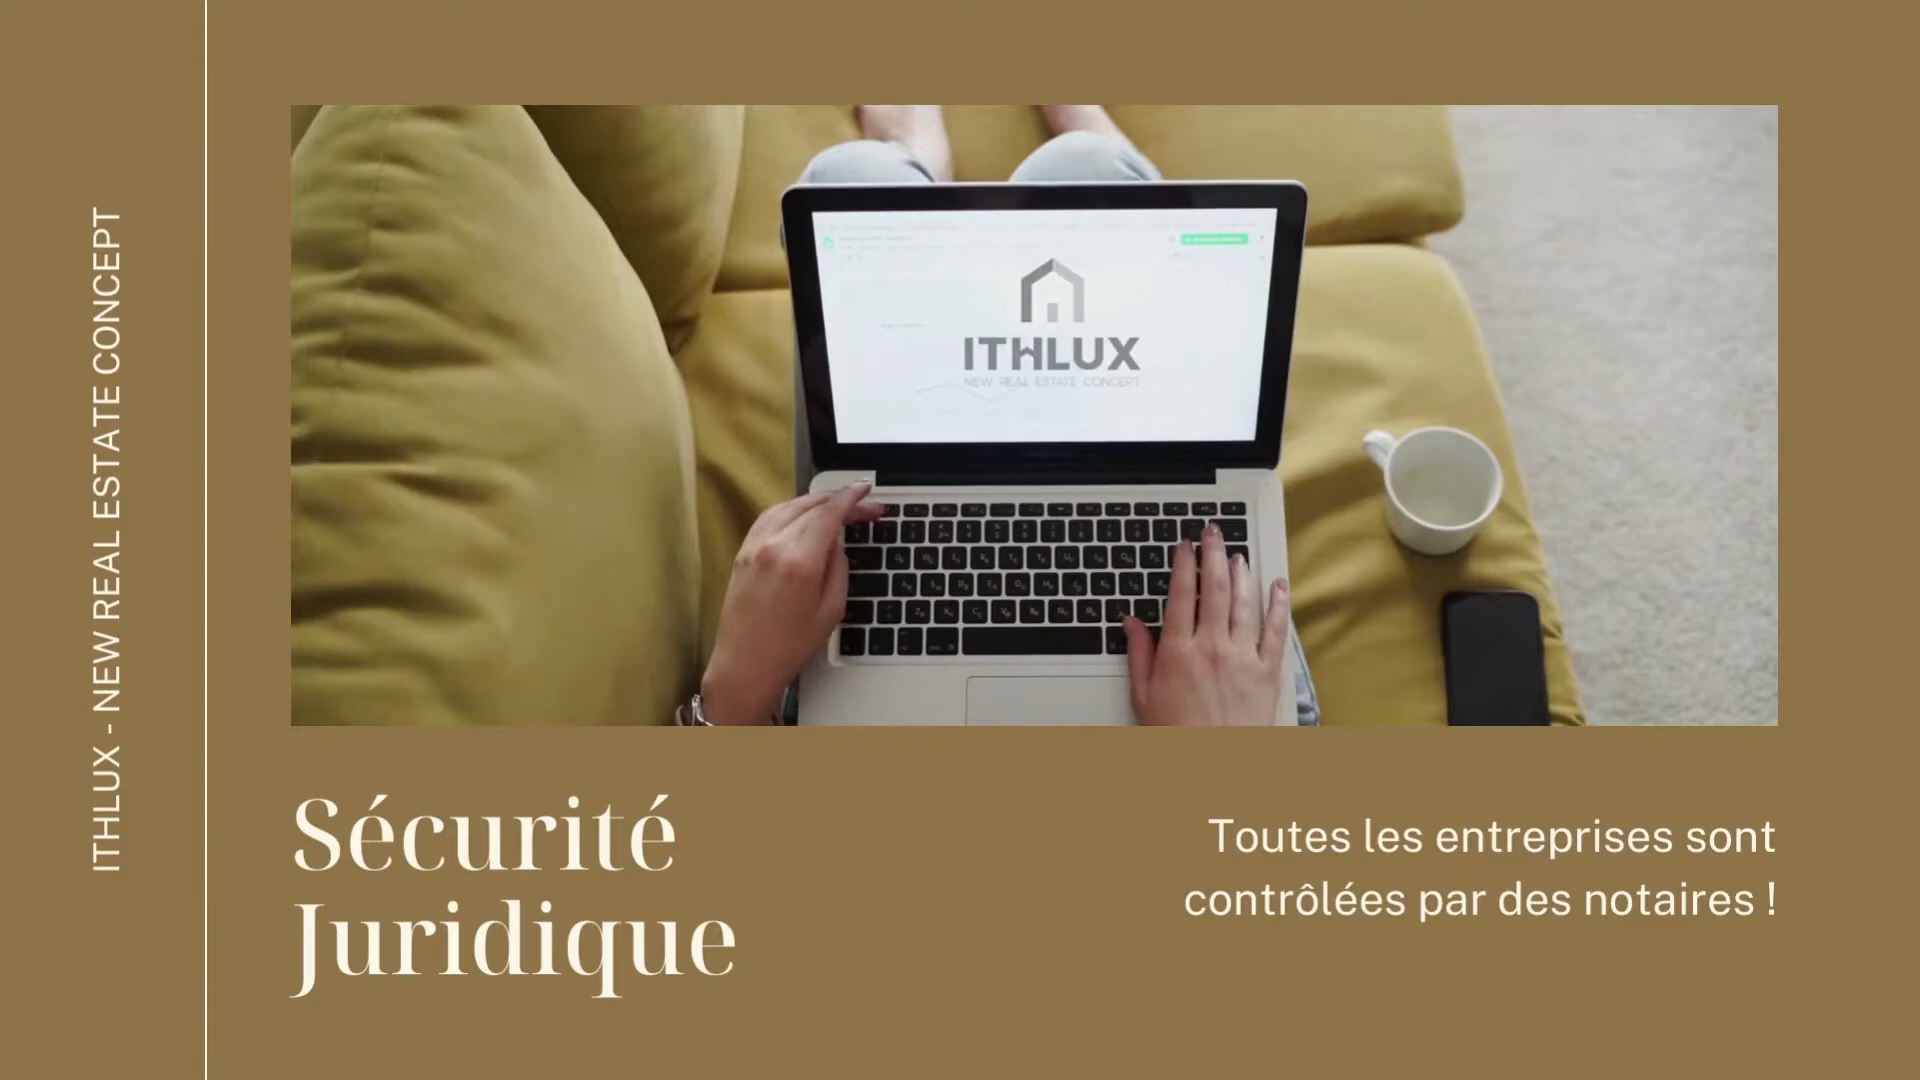 ITHLUX - NEW REAL ESTATE CONCEPT
ITHLUX
NEW REAL ESTATE CONCEPT
Sécurité
Juridique
Toutes les entreprises sont
contrôlées par des notaires !